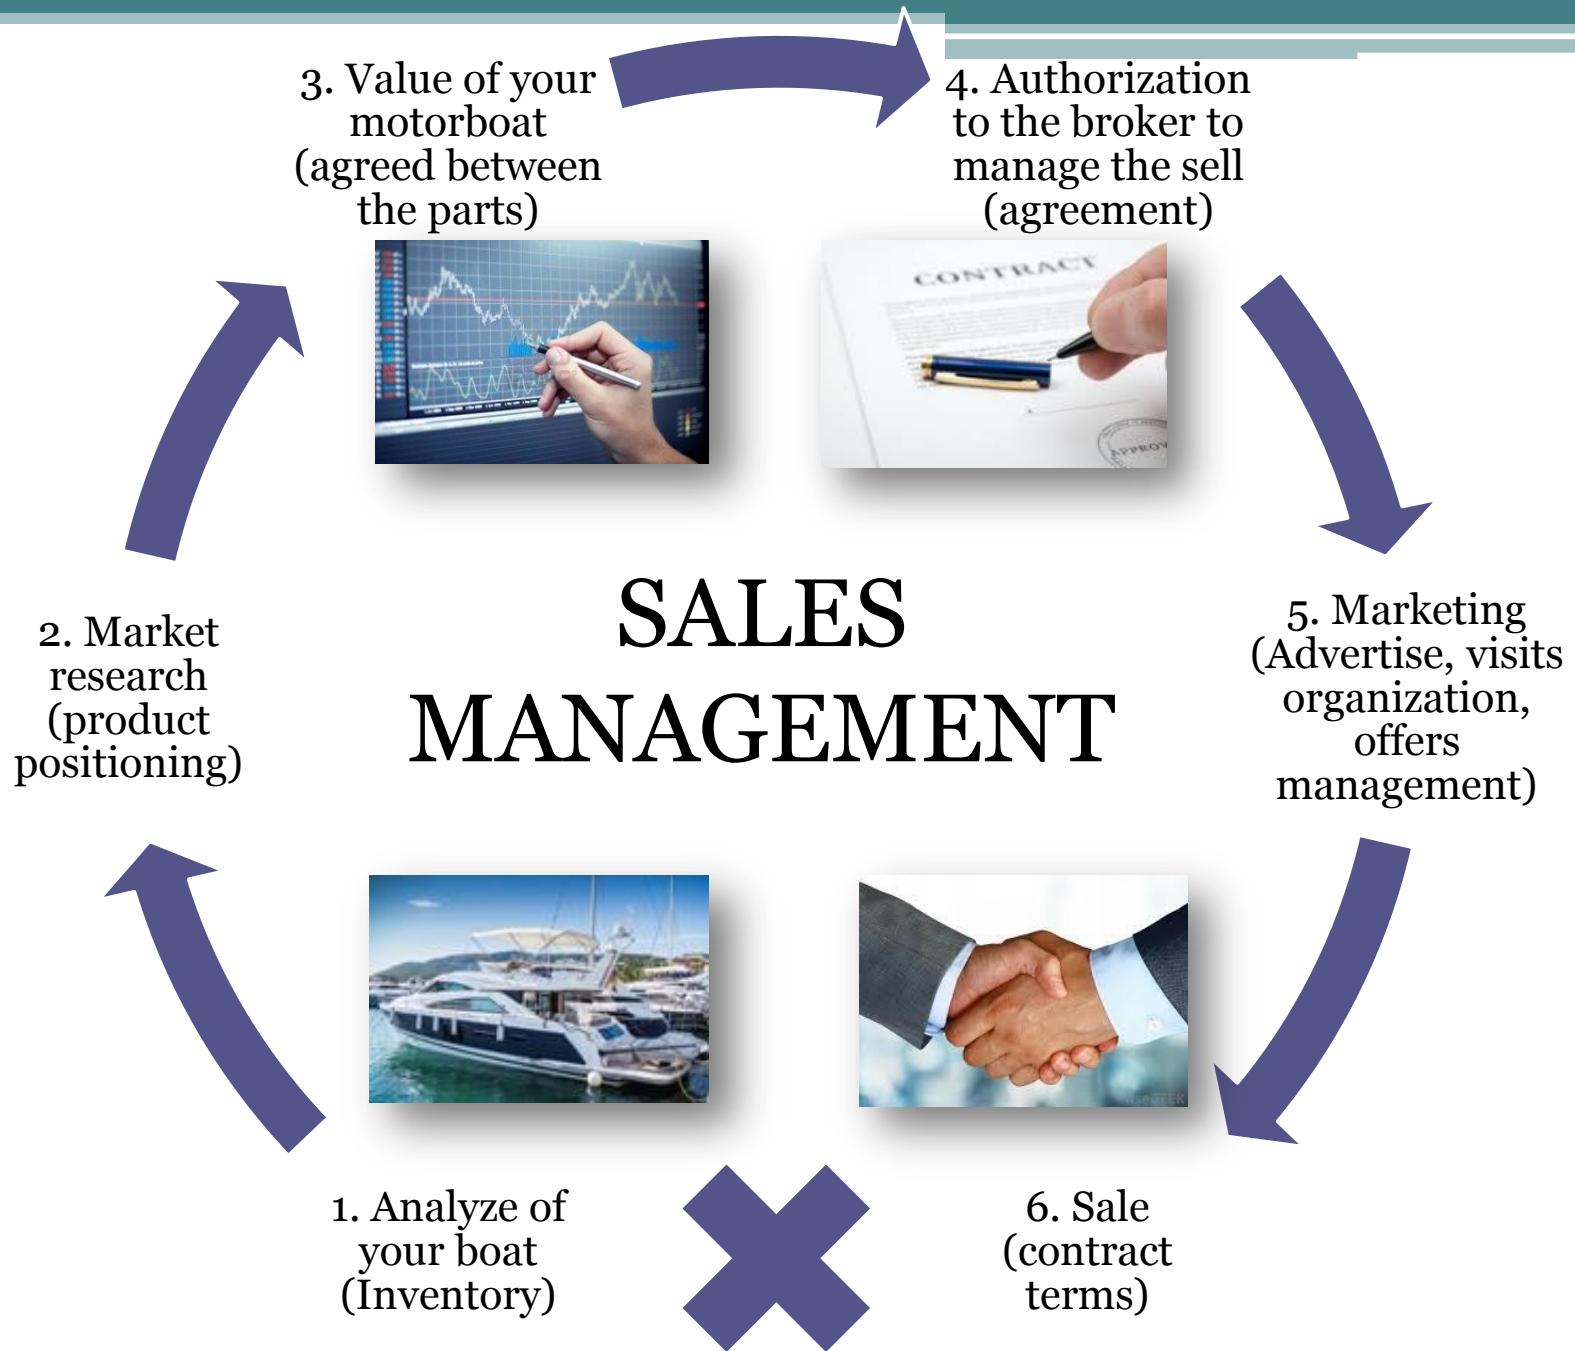 3. Value of your
motorboat
(agreed between
the parts)
4. Authorization
to the broker to
manage the sell
(agreement)
CONTRACT
2. Market
research
(product
positioning)
SALES
MANAGEMENT
5. Marketing
(Advertise, visits
organization,
offers
management)
1. Analyze of
your boat
(Inventory)
6. Sale
(contract
terms)